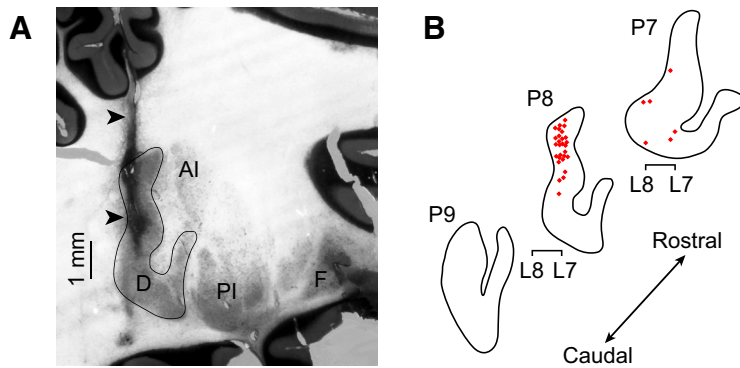 A
AI
D
PI
F
1 mm
B
P7
P8
L8 L7
P9
L8 L7
Rostral
Caudal